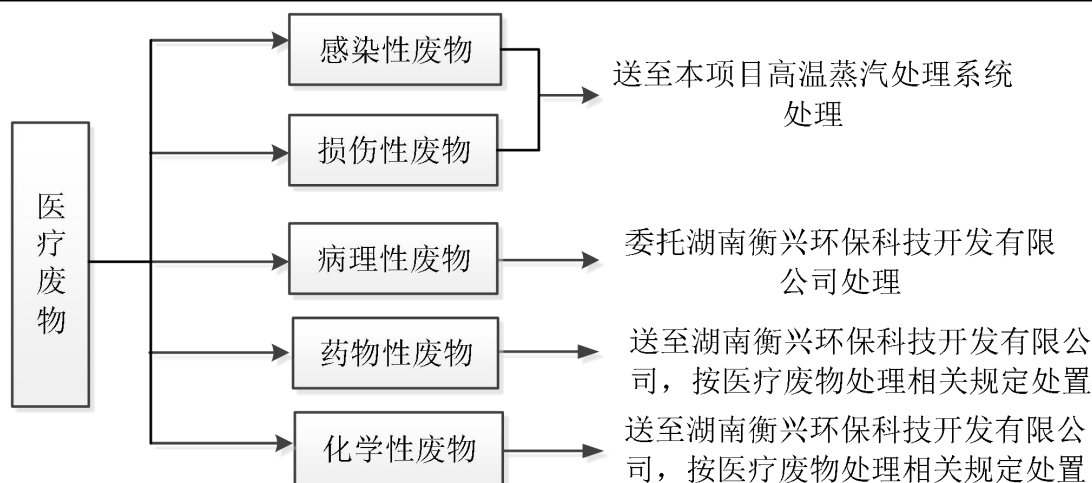 医疗废物
感染性废物
损伤性废物
送至本项目高温蒸汽处理系统
处理
病理性废物
委托湖南衡兴环保科技开发有限
公司处理
药物性废物
送至湖南衡兴环保科技开发有限公
司，按医疗废物处理相关规定处置
化学性废物
送至湖南衡兴环保科技开发有限公
司，按医疗废物处理相关规定处置